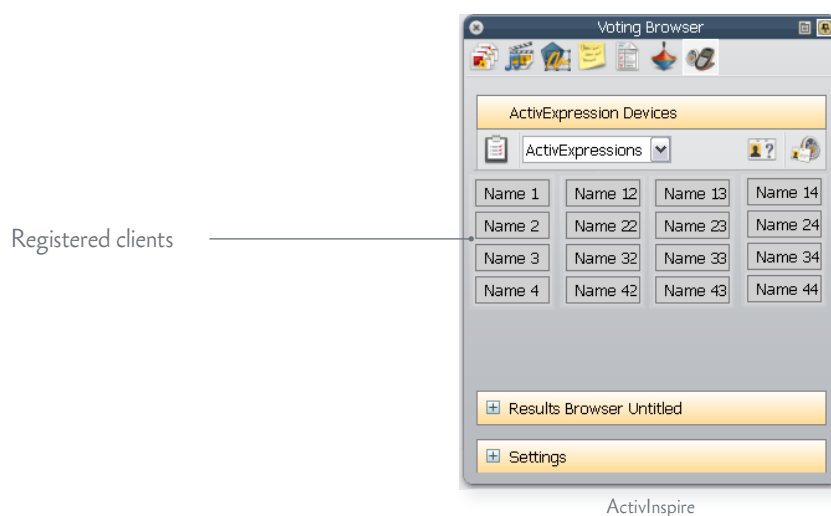 Voting Browser
ActivExpression Devices
ActivExpressions
?
Name 1 Name 12 Name 13 Name 14
Name 2 Name 22 Name 23 Name 24
Registered clients
Name 3 Name 32 Name 33 Name 34
Name 4 Name 42 Name 43 Name 44
Results Browser Untitled
Settings
ActivInspire